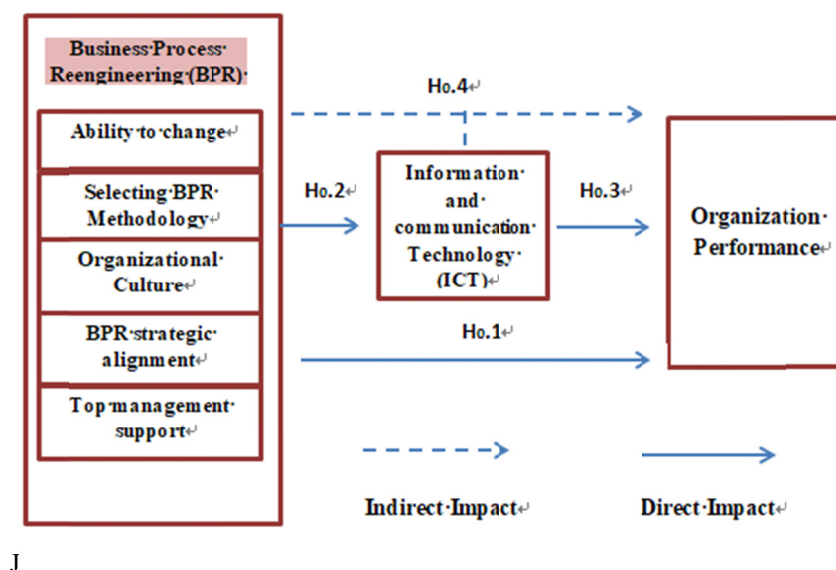 Business Process
Reengineering (BPR)
Ability to change
Selecting BPR
Methodology
Organizational
Culture
BPR strategic
alignment
Top management
support
Ho.4
Ho.2
Information
and
communication
Technology
(ICT)
Ho.3
Ho.1
Organization
Performance
Indirect Impact
Direct Impact
J